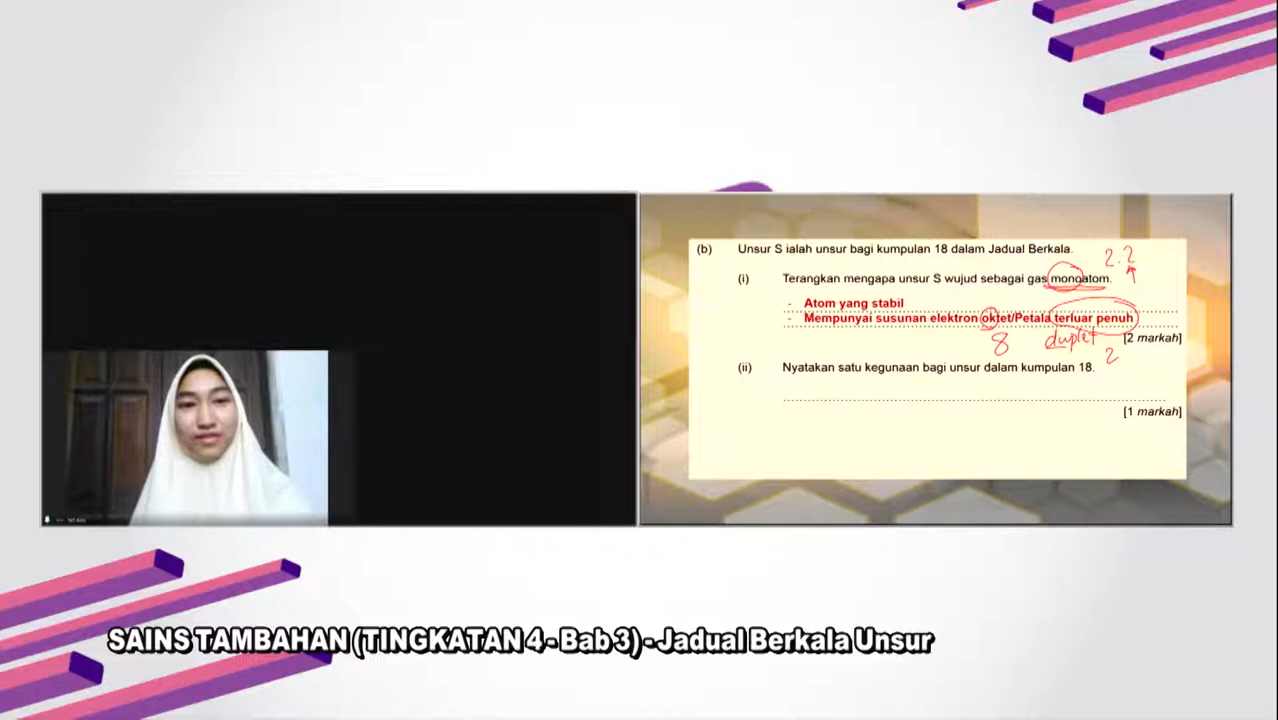 (b) Unsur S ialah unsur bagi kumpulan 18 dalam Jadual Berkala.
2.2
(i) Terangkan mengapa unsur S wujud sebagai gas monoatom.
- Atom yang stabil
- Mempunyai susunan elektron oktet/Petala terluar penuh
8 duplet
[2 markah]
2
(ii) Nyatakan satu kegunaan bagi unsur dalam kumpulan 18.
[1 markah]
SAINS TAMBAHAN (TINGKATAN 4 - Bab 3) - Jadual Berkala Unsur